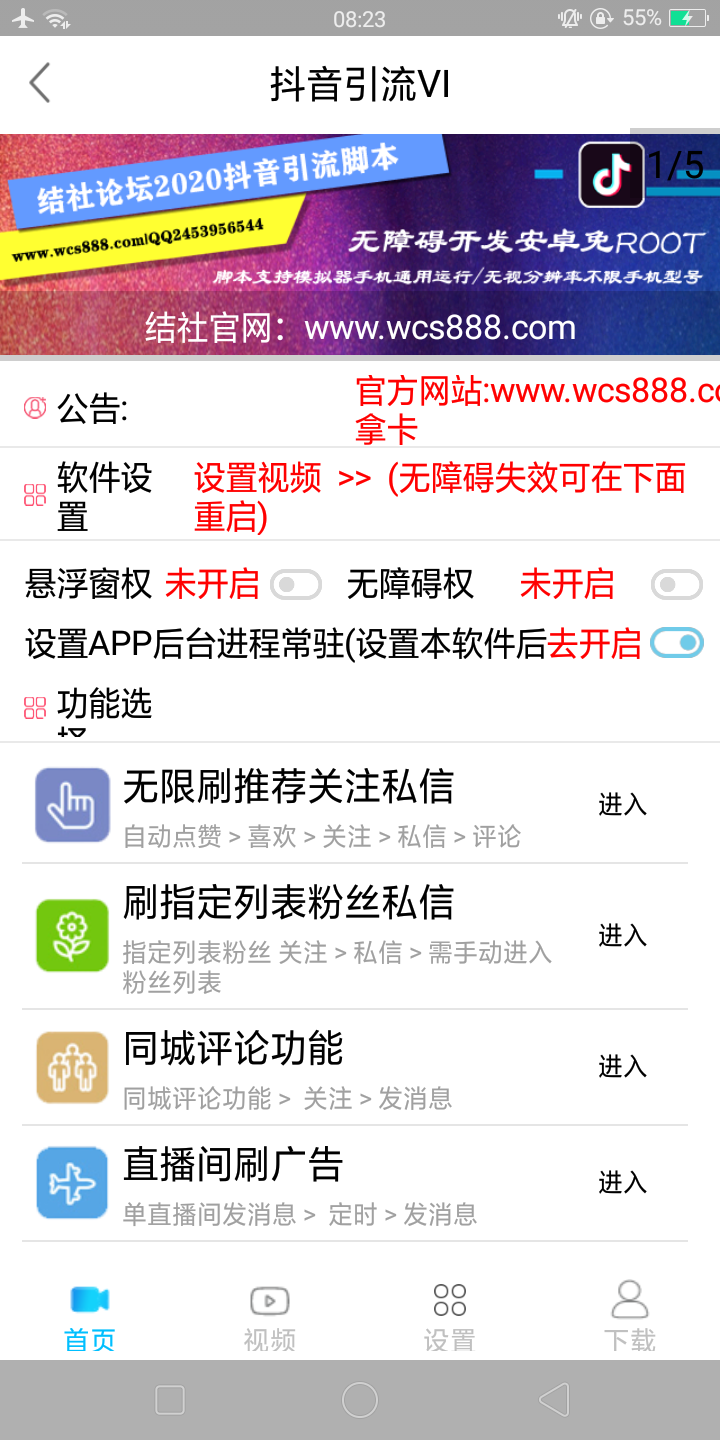 08:23
55%
抖音引流VI
结社论坛2020抖音引流脚本
1/5
www.wcs888.com/QQ2453956544
无障碍开发安卓免ROOT
脚本支持模拟器手机通用运行/无视分辨率不限手机型号
结社官网：www.wcs888.com
公告:
官方网站:www.wcs888.co
拿卡
软件设置
设置视频 >> (无障碍失效可在下面
重启)
悬浮窗权 未开启 无障碍权 未开启
设置APP后台进程常驻(设置本软件后去开启
功能选
无限刷推荐关注私信
自动点赞 > 喜欢 > 关注 > 私信 > 评论
进入
刷指定列表粉丝私信
指定列表粉丝 关注 > 私信 > 需手动进入
粉丝列表
进入
同城评论功能
同城评论功能 > 关注 > 发消息
进入
直播间刷广告
单直播间发消息 > 定时 > 发消息
进入
首页 视频 设置 下载